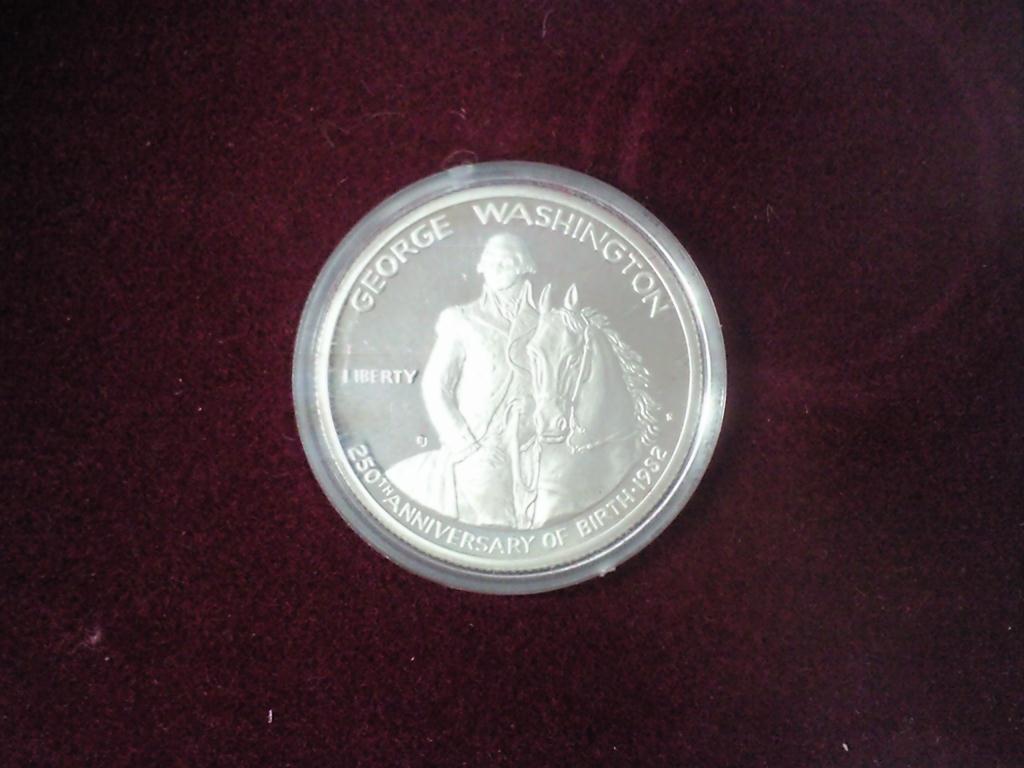 GEORGE WASHINGTON
LIBERTY
250TH ANNIVERSARY OF BIRTH · 1982